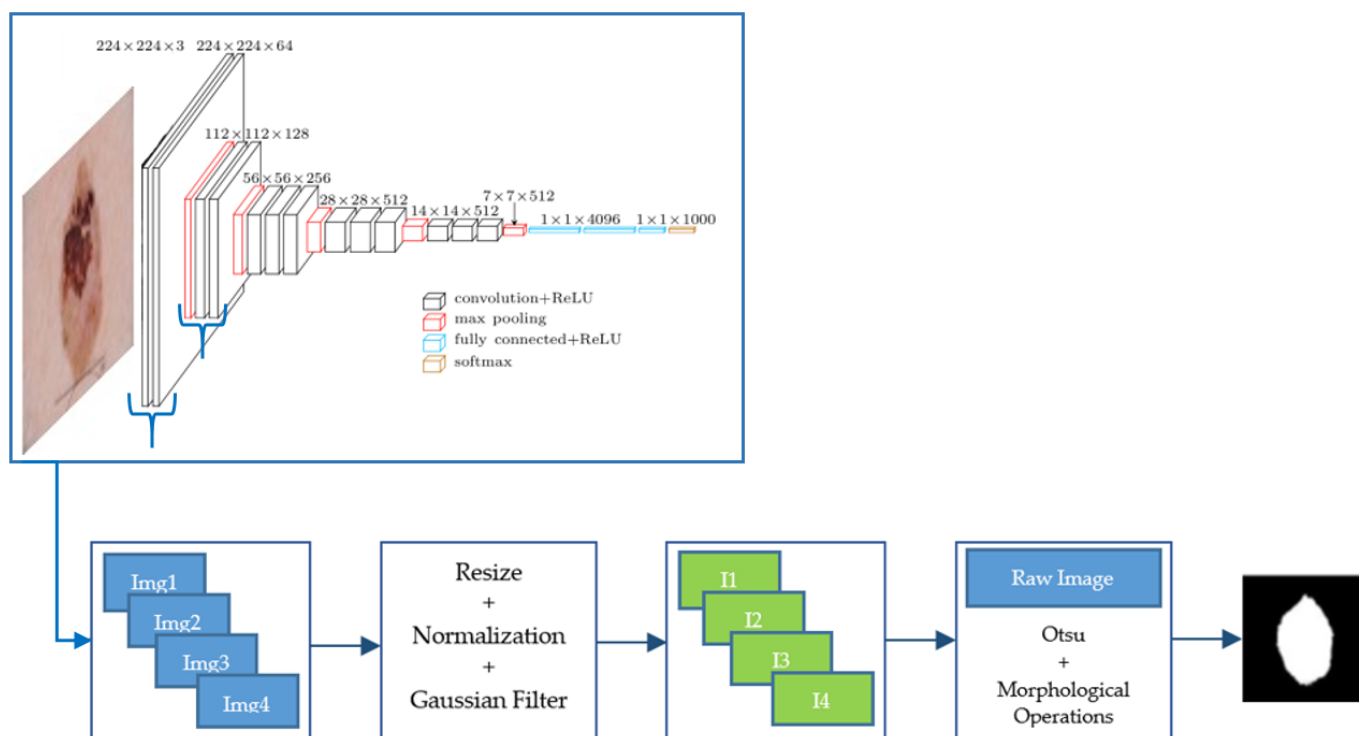 224×224×3 224×224×64
112×112×128
56×56×256
28×28×512
14×14×512
7×7×512
1×1×4096 1×1×1000
convolution+ReLU
max pooling
fully connected+ReLU
softmax
Img1
Img2
Img3
Img4
Resize
+
Normalization
+
Gaussian Filter
I1
I2
I3
I4
Raw Image
Otsu
+
Morphological
Operations